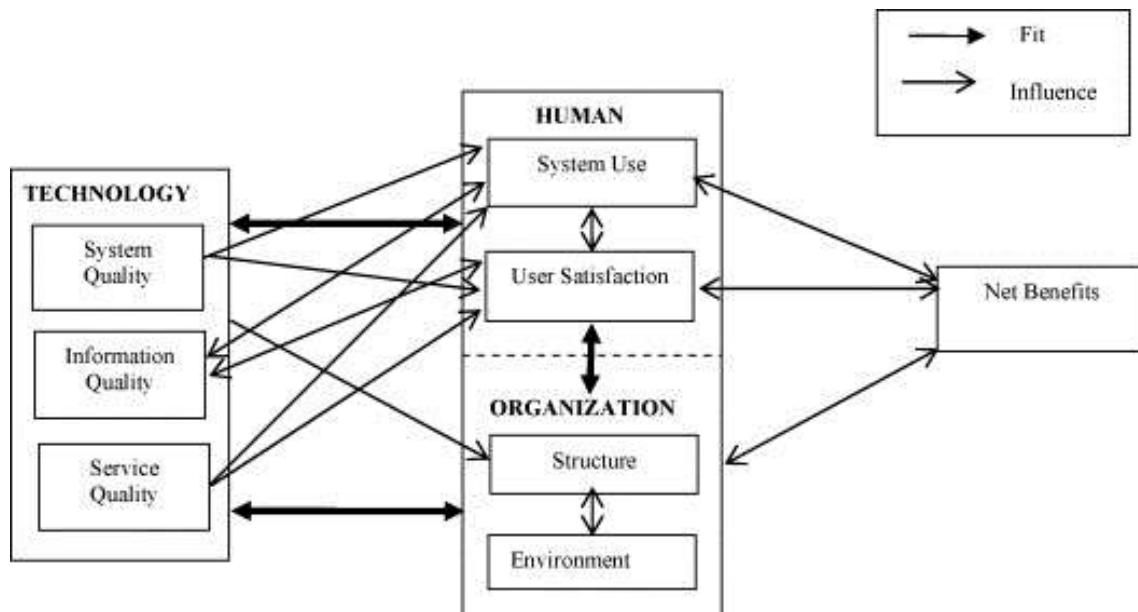 Fit
Influence
HUMAN
System Use
TECHNOLOGY
System
Quality
User Satisfaction
Net Benefits
Information
Quality
ORGANIZATION
Structure
Service
Quality
Environment